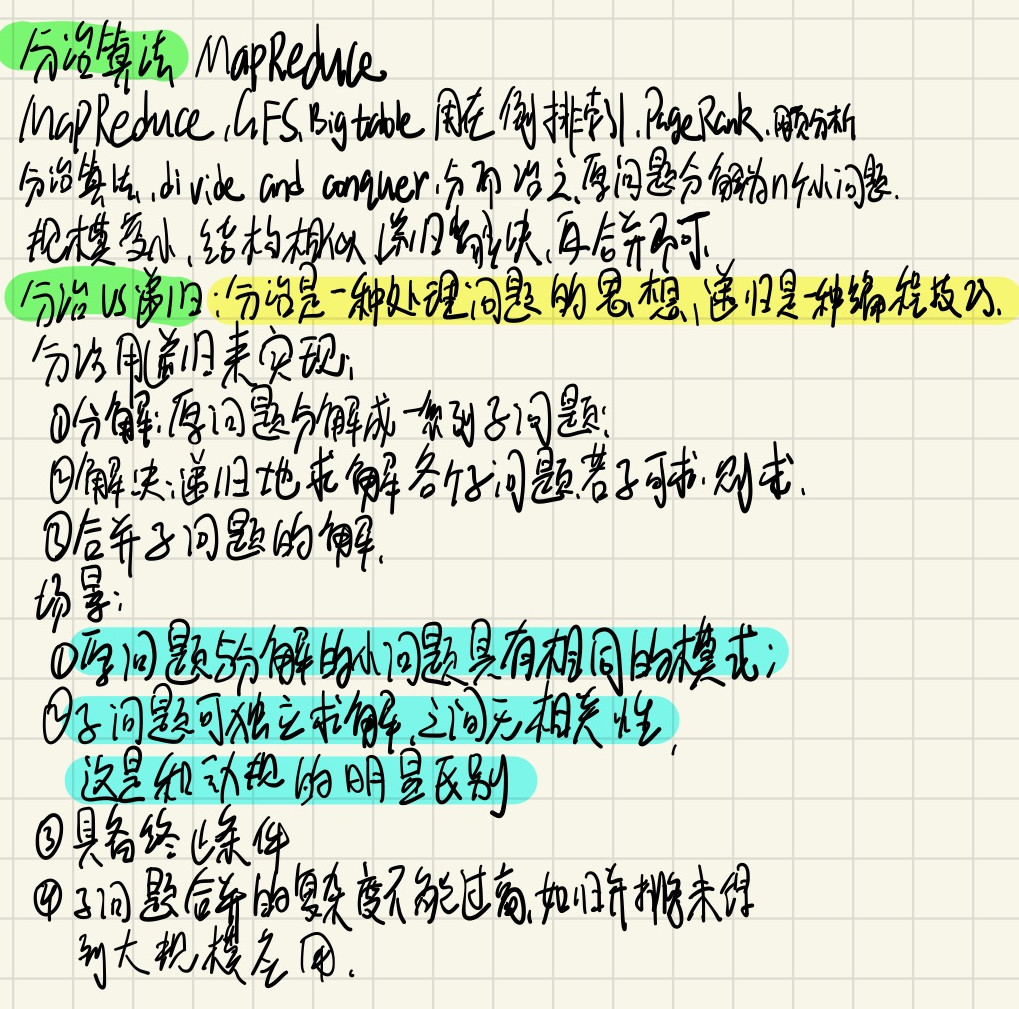 分治算法 MapReduce
MapReduce、GFS、Bigtable 用在倒排索引、PageRank、网页分析
分治算法、divide and conquer、分而治之、原问题分解为n个小问题.
规模变小、结构相似、递归解决、再合并即可.
分治 VS 递归:分治是一种处理问题的思想、递归是一种编程技巧.
分治用递归来实现:
①分解:原问题分解成一系列子问题;
②解决:递归地求解各个子问题.若子可求.则求.
③合并子问题的解.
场景:
①原问题与分解的小问题具有相同的模式;
②子问题可独立求解、之间无相关性.
这是和动规的明显区别
③具备终止条件
④子问题合并的复杂度不能过高、如归并排序未得
到大规模应用.